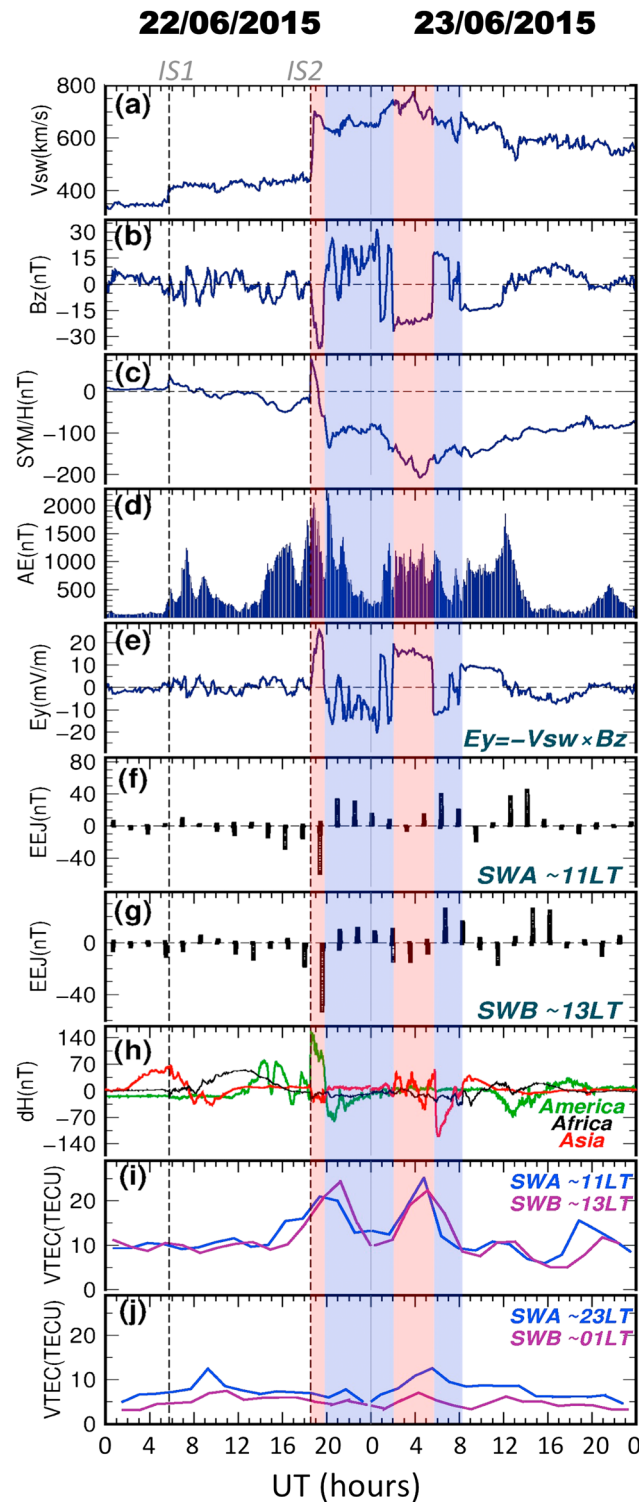 22/06/2015 23/06/2015
IS1 IS2
(a)
Vsw(km/s)
800
600
400
(b)
Bz(nT)
30
15
0
−15
−30
(c)
SYM/H(nT)
0
−100
−200
(d)
AE(nT)
2000
1500
1000
500
(e)
Ey(mV/m)
20
10
0
−10
−20
Ey=−Vsw×Bz
(f)
EEJ(nT)
80
40
0
−40
SWA ~11LT
(g)
EEJ(nT)
0
−40
SWB ~13LT
(h)
dH(nT)
140
70
0
−70
−140
America
Africa
Asia
(i)
VTEC(TECU)
20
10
0
SWA ~11LT
SWB ~13LT
(j)
VTEC(TECU)
20
10
0
SWA ~23LT
SWB ~01LT
0 4 8 12 16 20 0 4 8 12 16 20 0
UT (hours)